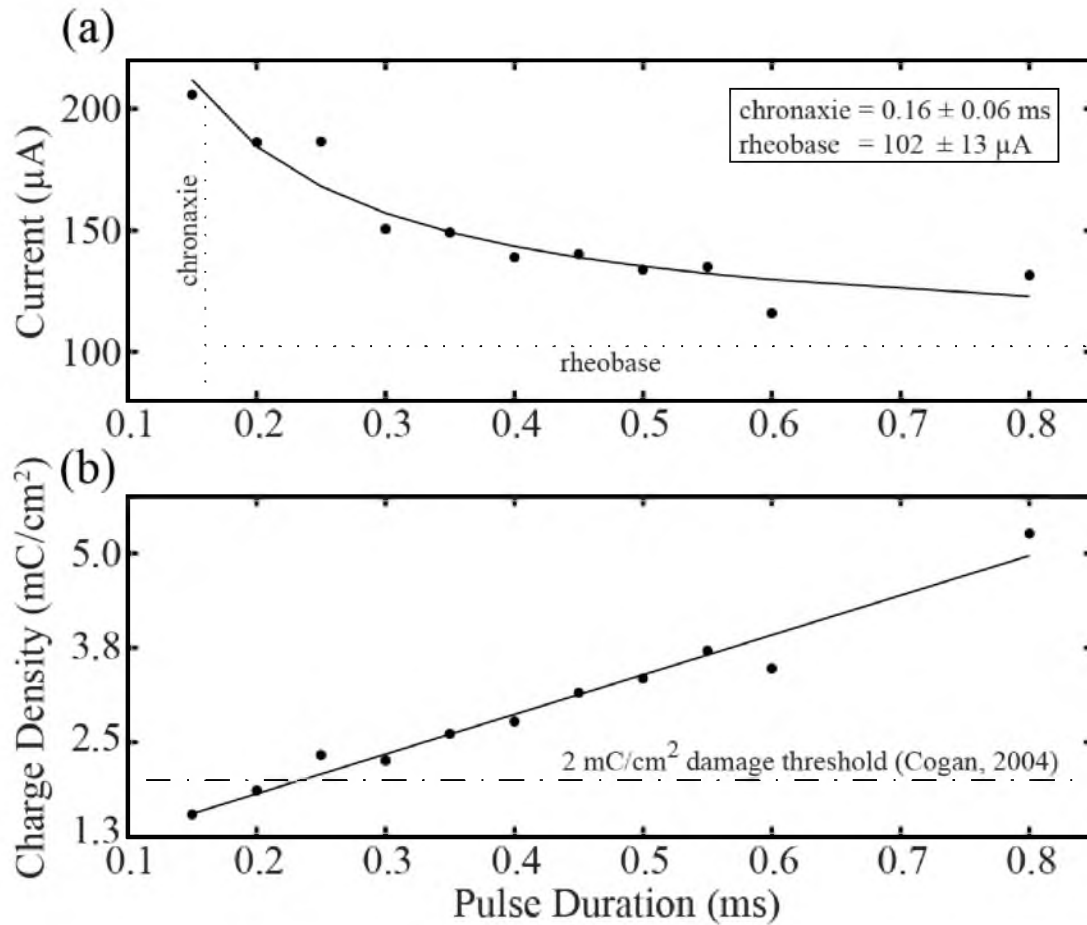 (a)
Current (µA)
200
150
100
chronaxie = 0.16 ± 0.06 ms
rheobase = 102 ± 13 µA
chronaxie
rheobase
0.1 0.2 0.3 0.4 0.5 0.6 0.7 0.8
(b)
Charge Density (mC/cm²)
5.0
3.8
2.5
1.3
2 mC/cm² damage threshold (Cogan, 2004)
0.1 0.2 0.3 0.4 0.5 0.6 0.7 0.8
Pulse Duration (ms)